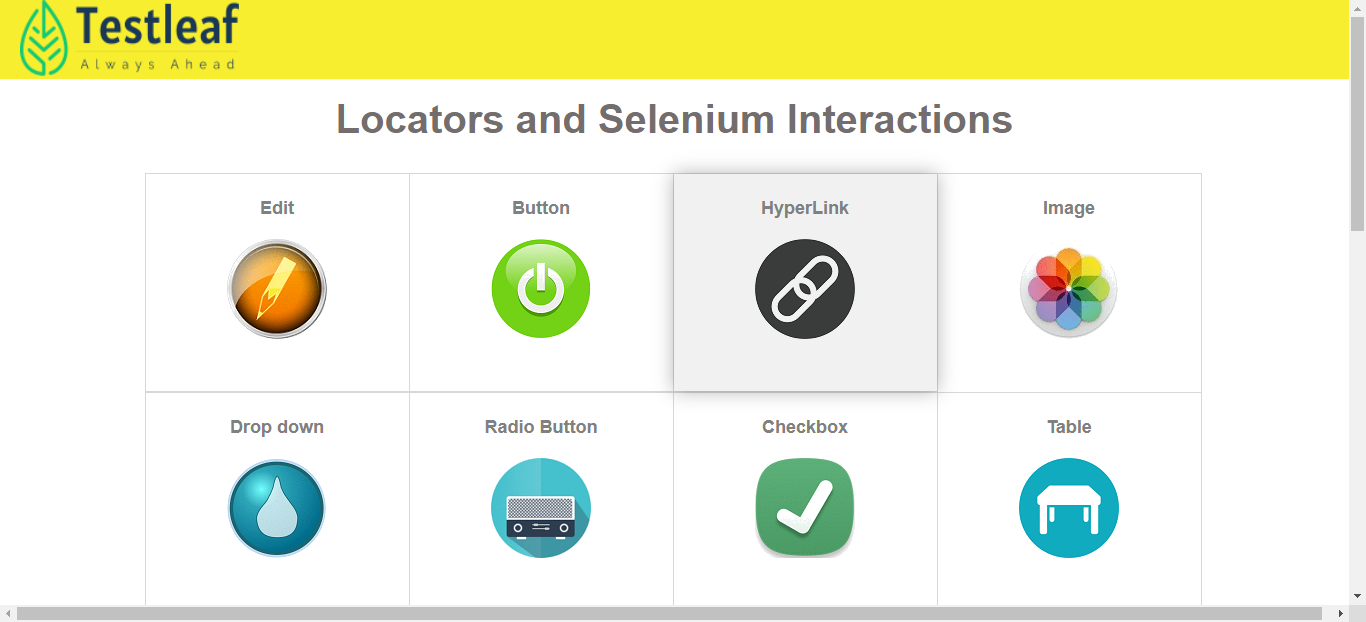 Testleaf
Always Ahead
Locators and Selenium Interactions
Edit
Button
HyperLink
Image
Drop down
Radio Button
Checkbox
Table